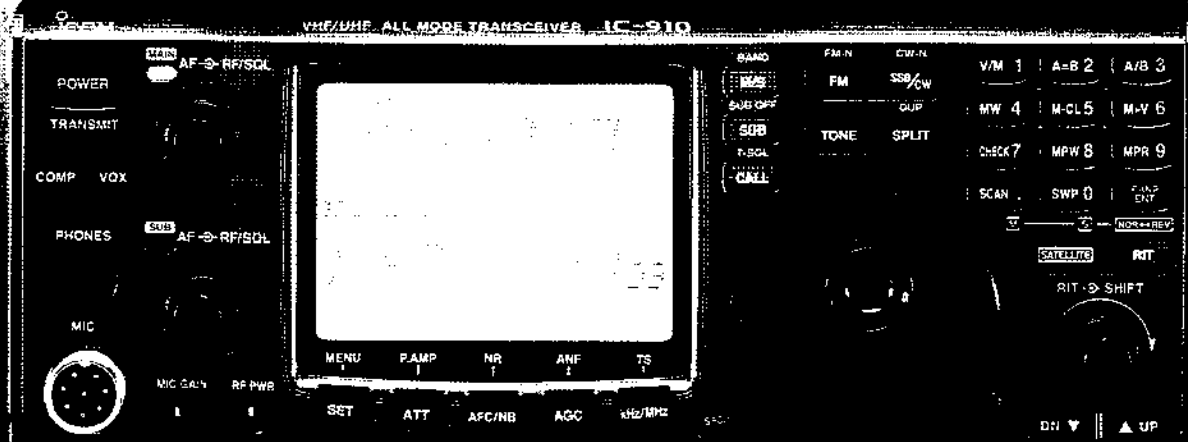 ICOM
VHF/UHF ALL MODE TRANSCEIVER IC-910
MAIN
AF RF/SQL
POWER
TRANSMIT
COMP VOX
SUB
AF RF/SQL
PHONES
MIC
MIC GAIN RF PWR
MENU P.AMP NR ANF TS
SET ATT AFC/NB AGC kHz/MHz
BAND
M/S
SUB OFF
SUB
T-SQL
CALL
FM-N CW-N
FM SSB/CW
DUP
TONE SPLIT
V/M 1 A=B 2 A/B 3
MW 4 M-CL 5 M▸V 6
CHECK 7 MPW 8 MPR 9
SCAN . SWP 0
ENT
NOR↔REV
SATELLITE RIT
RIT SHIFT
DN ▼ ▲ UP